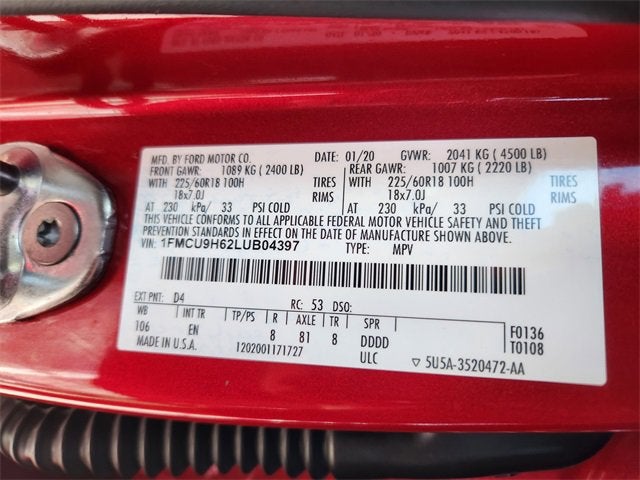 MFD. BY FORD MOTOR CO. DATE: 01/20 GVWR: 2041 KG ( 4500 LB)
FRONT GAWR: 1089 KG ( 2400 LB) REAR GAWR: 1007 KG ( 2220 LB)
WITH 225/60R18 100H TIRES WITH 225/60R18 100H TIRES
18x7.0J RIMS 18x7.0J RIMS
AT 230 kPa/ 33 PSI COLD AT 230 kPa/ 33 PSI COLD
THIS VEHICLE CONFORMS TO ALL APPLICABLE FEDERAL MOTOR VEHICLE SAFETY AND THEFT
PREVENTION STANDARDS IN EFFECT ON THE DATE OF MANUFACTURE SHOWN ABOVE.
VIN: 1FMCU9H62LUB04397 TYPE: MPV
EXT PNT: D4 RC: 53 DSO:
WB INT TR TP/PS R AXLE TR SPR
106 EN 8 81 8 DDDD F0136
MADE IN U.S.A. 1202001171727 ULC T0108
▽ 5U5A-3520472-AA